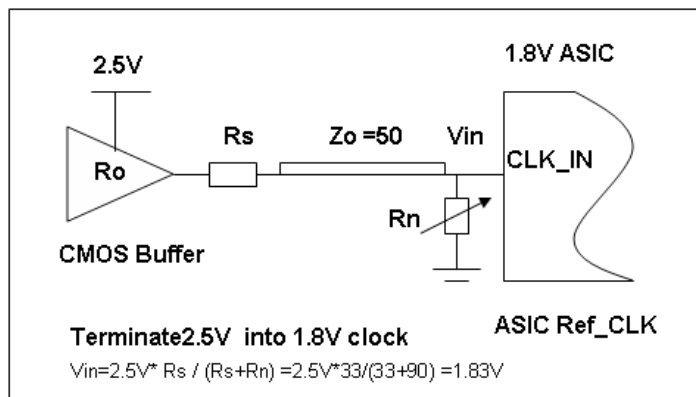 2.5V
1.8V ASIC
Rs
Zo =50
Vin
Ro
CLK_IN
Rn
CMOS Buffer
ASIC Ref_CLK
Terminate2.5V into 1.8V clock
Vin=2.5V* Rs / (Rs+Rn) =2.5V*33/(33+90) =1.83V